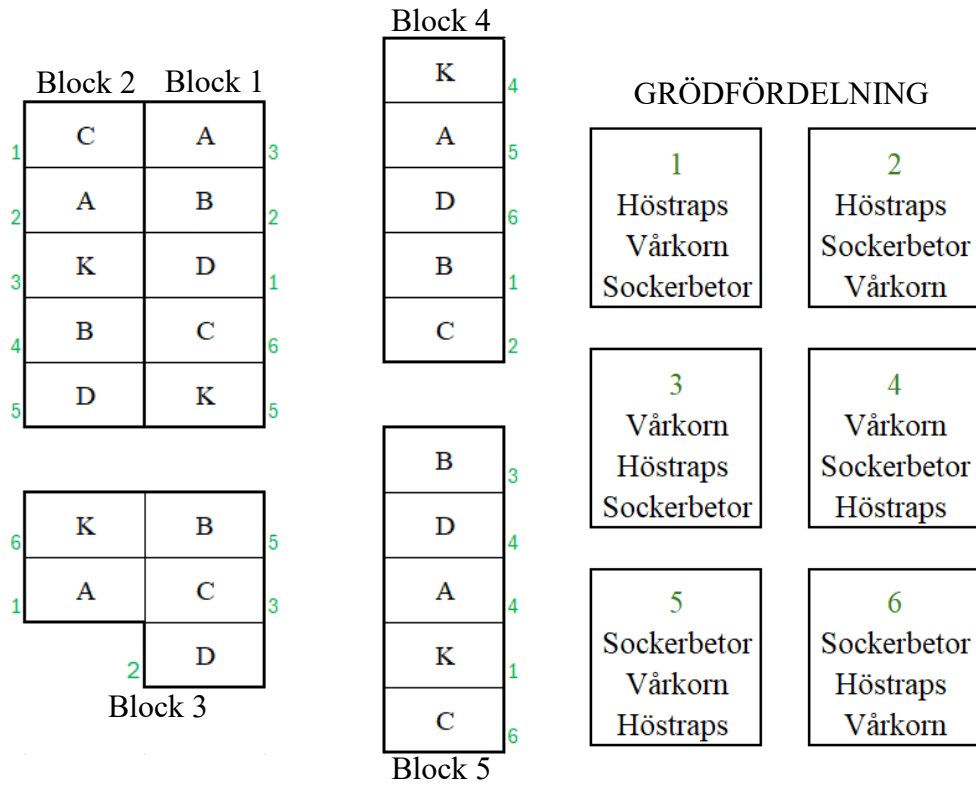 Block 4
Block 2 Block 1
GRÖDFÖRDELNING
1 C A 3
2 A B 2
3 K D 1
4 B C 6
5 D K 5
6 K B 5
1 A C 3
2 D
Block 3
K 4
A 5
D 6
B 1
C 2
B 3
D 4
A 4
K 1
C 6
Block 5
1
Höstraps
Vårkorn
Sockerbetor
2
Höstraps
Sockerbetor
Vårkorn
3
Vårkorn
Höstraps
Sockerbetor
4
Vårkorn
Sockerbetor
Höstraps
5
Sockerbetor
Vårkorn
Höstraps
6
Sockerbetor
Höstraps
Vårkorn